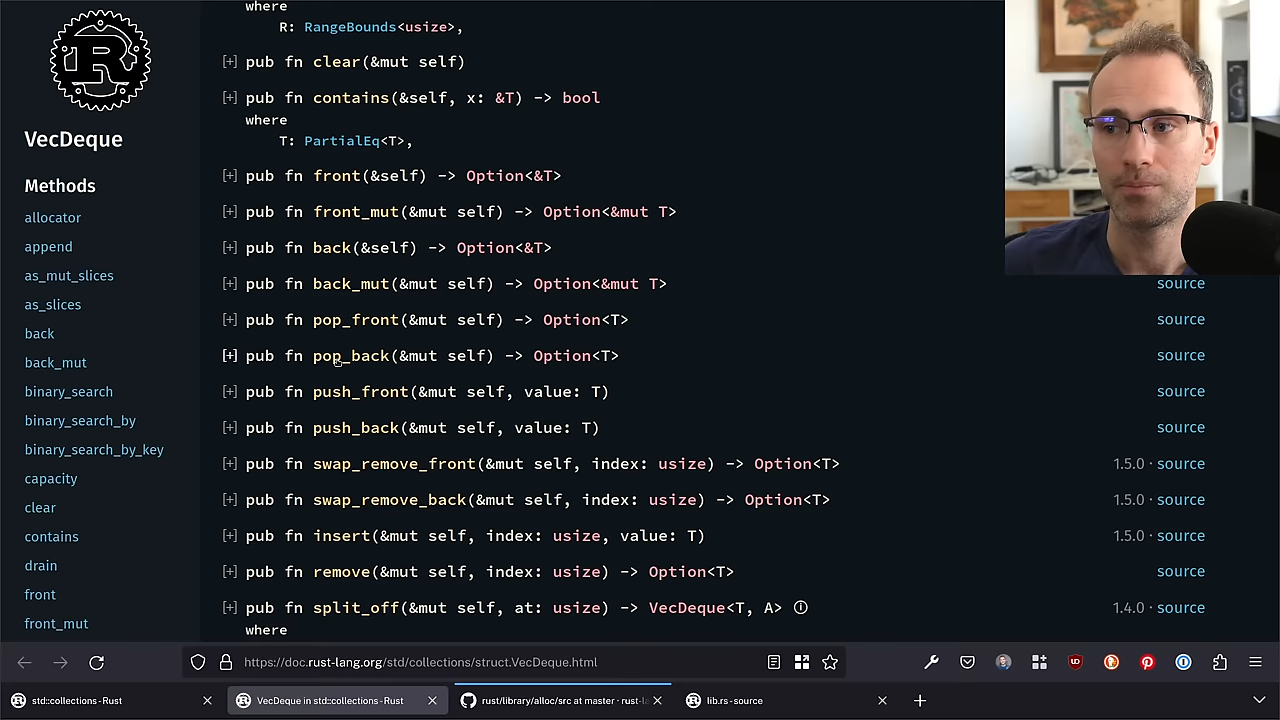 where
R: RangeBounds<usize>,
[+] pub fn clear(&mut self)
[+] pub fn contains(&self, x: &T) -> bool
where
T: PartialEq<T>,
[+] pub fn front(&self) -> Option<&T>
[+] pub fn front_mut(&mut self) -> Option<&mut T>
[+] pub fn back(&self) -> Option<&T>
[+] pub fn back_mut(&mut self) -> Option<&mut T> source
[+] pub fn pop_front(&mut self) -> Option<T> source
[+] pub fn pop_back(&mut self) -> Option<T> source
[+] pub fn push_front(&mut self, value: T) source
[+] pub fn push_back(&mut self, value: T) source
[+] pub fn swap_remove_front(&mut self, index: usize) -> Option<T> 1.5.0 · source
[+] pub fn swap_remove_back(&mut self, index: usize) -> Option<T> 1.5.0 · source
[+] pub fn insert(&mut self, index: usize, value: T) 1.5.0 · source
[+] pub fn remove(&mut self, index: usize) -> Option<T> source
[+] pub fn split_off(&mut self, at: usize) -> VecDeque<T, A> ⓘ 1.4.0 · source
where
R
VecDeque
Methods
allocator
append
as_mut_slices
as_slices
back
back_mut
binary_search
binary_search_by
binary_search_by_key
capacity
clear
contains
drain
front
front_mut
https://doc.rust-lang.org/std/collections/struct.VecDeque.html
std::collections - Rust
VecDeque in std::collections - Rust
rust/library/alloc/src at master · rust-la
lib.rs - source